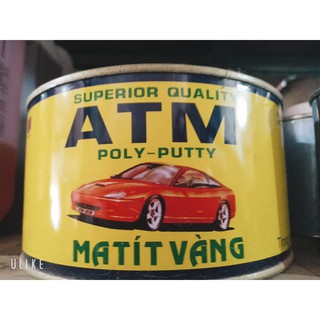 SUPERIOR QUALITY
ATM
POLY-PUTTY
MATÍT VÀNG
ULIKE